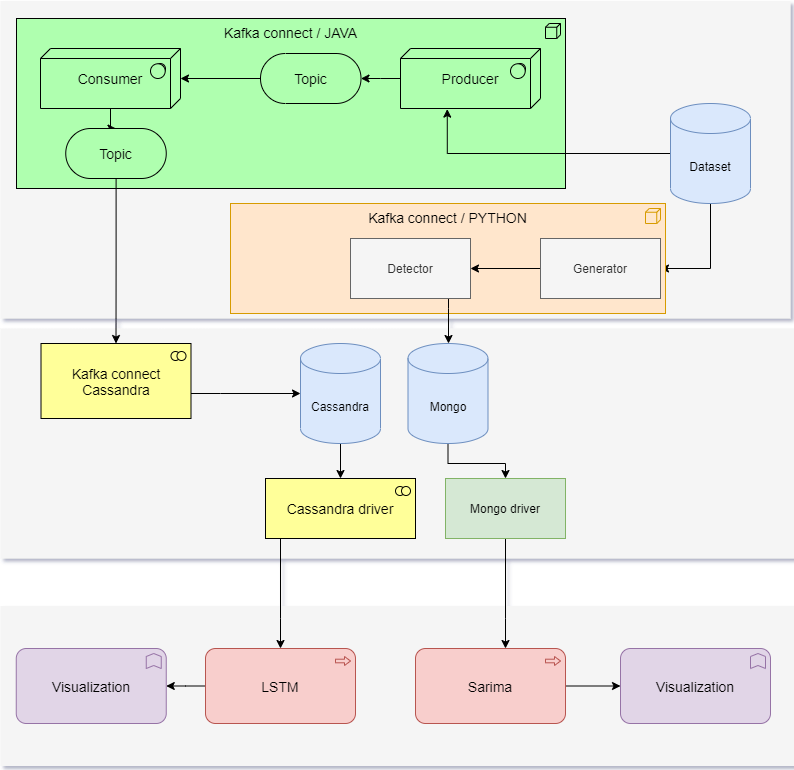 Kafka connect / JAVA
Consumer
Topic
Producer
Topic
Dataset
Kafka connect / PYTHON
Detector
Generator
Kafka connect
Cassandra
Cassandra
Mongo
Cassandra driver
Mongo driver
Visualization
LSTM
Sarima
Visualization